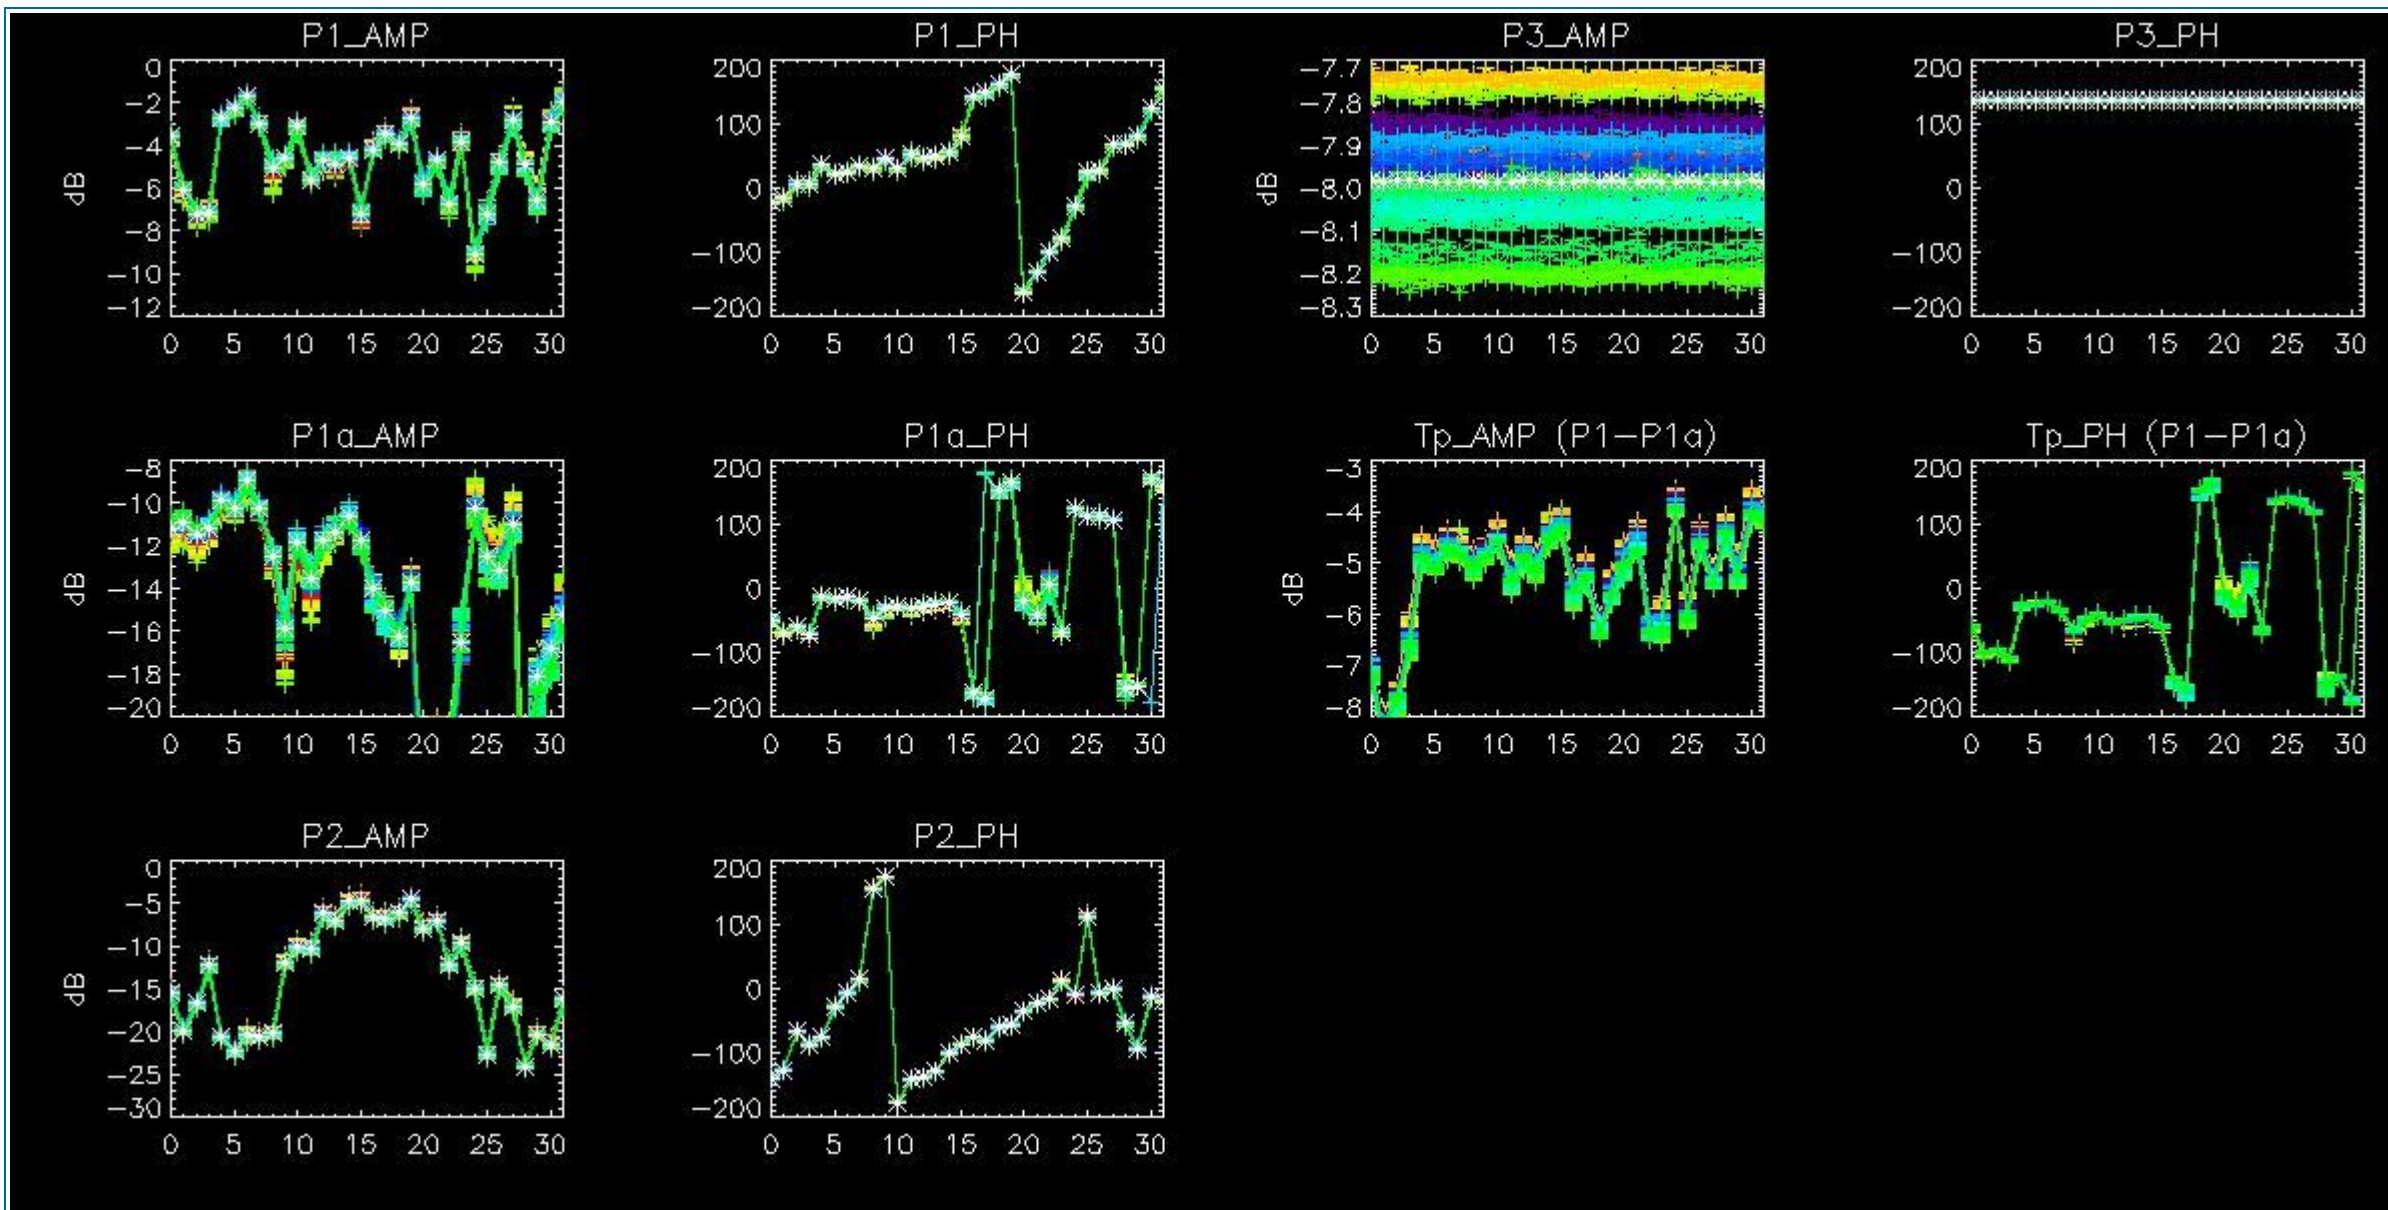 P1_AMP
P1_PH
P3_AMP
P3_PH
0
−2
−4
−6
−8
−10
−12
dB
0 5 10 15 20 25 30
200
100
0
−100
−200
0 5 10 15 20 25 30
−7.7
−7.8
−7.9
−8.0
−8.1
−8.2
−8.3
dB
0 5 10 15 20 25 30
200
100
0
−100
−200
0 5 10 15 20 25 30
P1a_AMP
P1a_PH
Tp_AMP (P1−P1a)
Tp_PH (P1−P1a)
−8
−10
−12
−14
−16
−18
−20
dB
0 5 10 15 20 25 30
200
100
0
−100
−200
0 5 10 15 20 25 30
−3
−4
−5
−6
−7
−8
dB
0 5 10 15 20 25 30
200
100
0
−100
−200
0 5 10 15 20 25 30
P2_AMP
P2_PH
0
−5
−10
−15
−20
−25
−30
dB
0 5 10 15 20 25 30
200
100
0
−100
−200
0 5 10 15 20 25 30